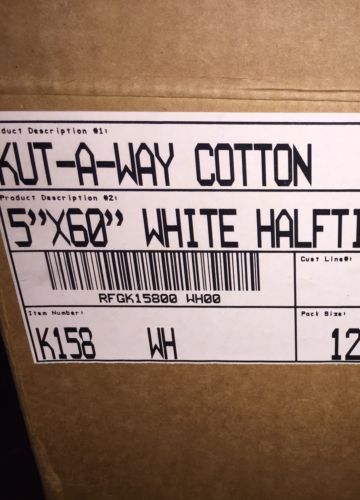 duct Description #1:
KUT-A-WAY COTTON
Product Description #2:
5"X60" WHITE HALFTI
Cust Line#:
RFGK15800 WH00
Item Number:
Pack Size:
K158 WH
12